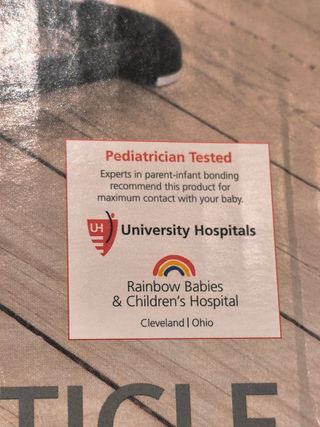 Pediatrician Tested
Experts in parent-infant bonding
recommend this product for
maximum contact with your baby.
UH University Hospitals
Rainbow Babies
& Children's Hospital
Cleveland | Ohio
TICLE